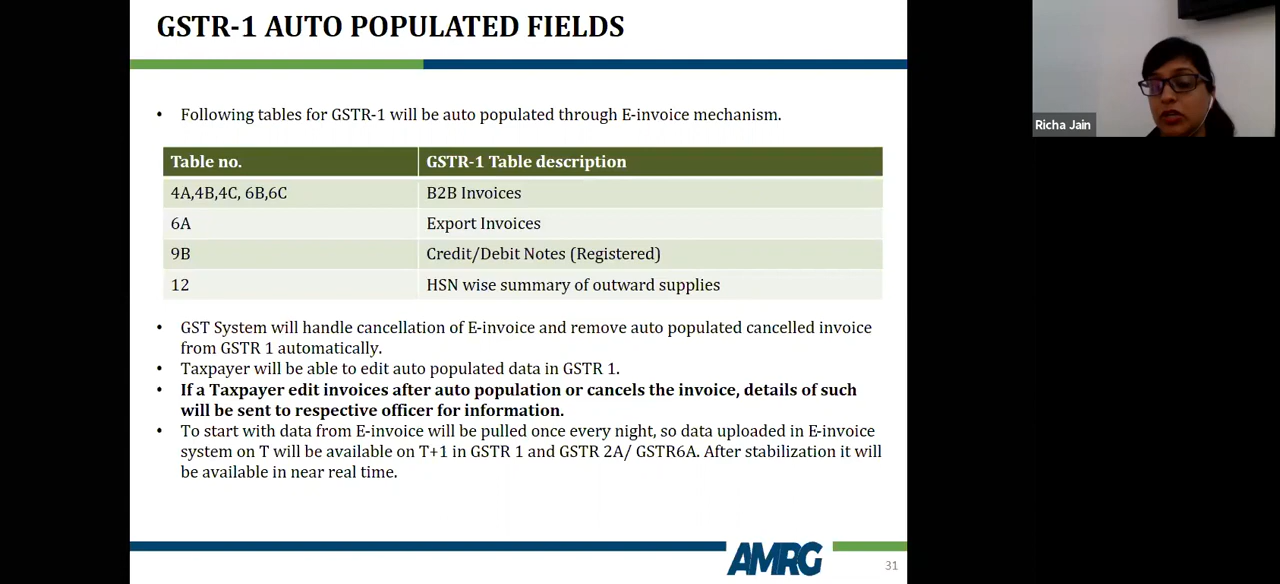 GSTR-1 AUTO POPULATED FIELDS
Richa Jain
• Following tables for GSTR-1 will be auto populated through E-invoice mechanism.
Table no. GSTR-1 Table description
4A,4B,4C, 6B,6C B2B Invoices
6A Export Invoices
9B Credit/Debit Notes (Registered)
12 HSN wise summary of outward supplies
• GST System will handle cancellation of E-invoice and remove auto populated cancelled invoice
from GSTR 1 automatically.
• Taxpayer will be able to edit auto populated data in GSTR 1.
• If a Taxpayer edit invoices after auto population or cancels the invoice, details of such
will be sent to respective officer for information.
• To start with data from E-invoice will be pulled once every night, so data uploaded in E-invoice
system on T will be available on T+1 in GSTR 1 and GSTR 2A/ GSTR6A. After stabilization it will
be available in near real time.
AMRG
31